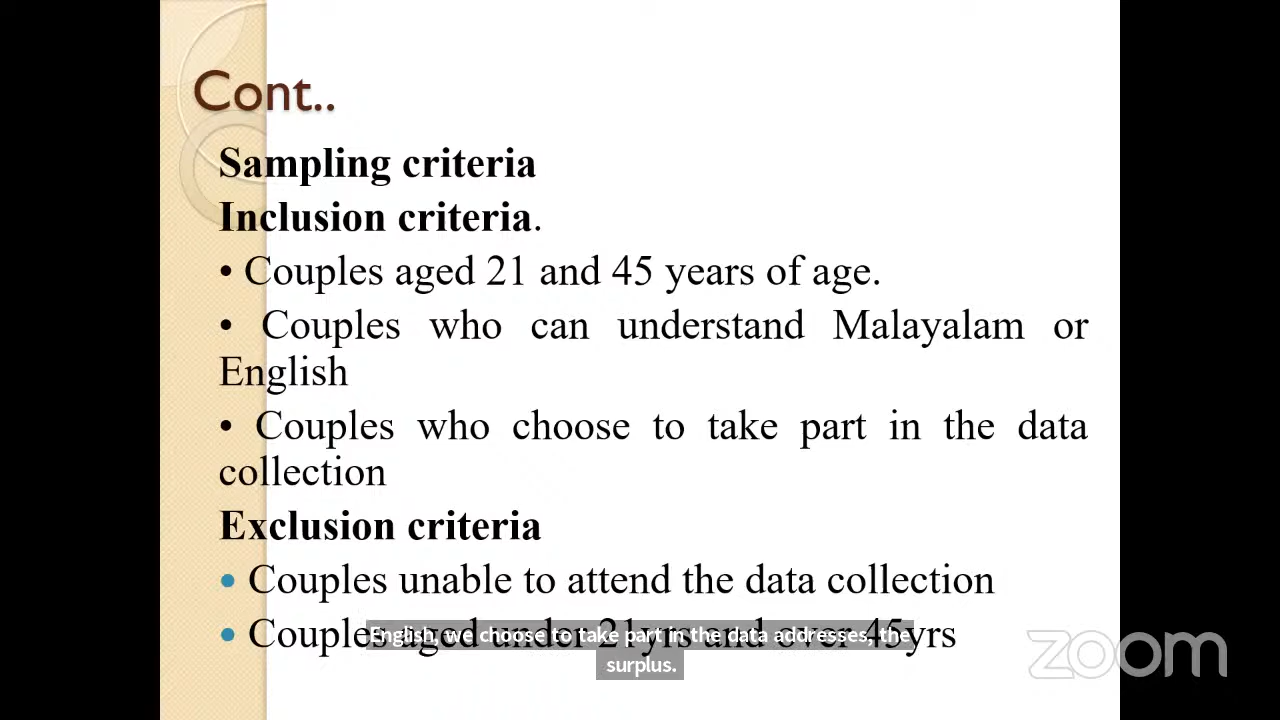 Cont..
Sampling criteria
Inclusion criteria.
• Couples aged 21 and 45 years of age.
• Couples who can understand Malayalam or
English
• Couples who choose to take part in the data
collection
Exclusion criteria
• Couples unable to attend the data collection
• Couples aged under 21yrs and over 45yrs
English, we choose to take part in the data addresses, the
surplus.
zoom